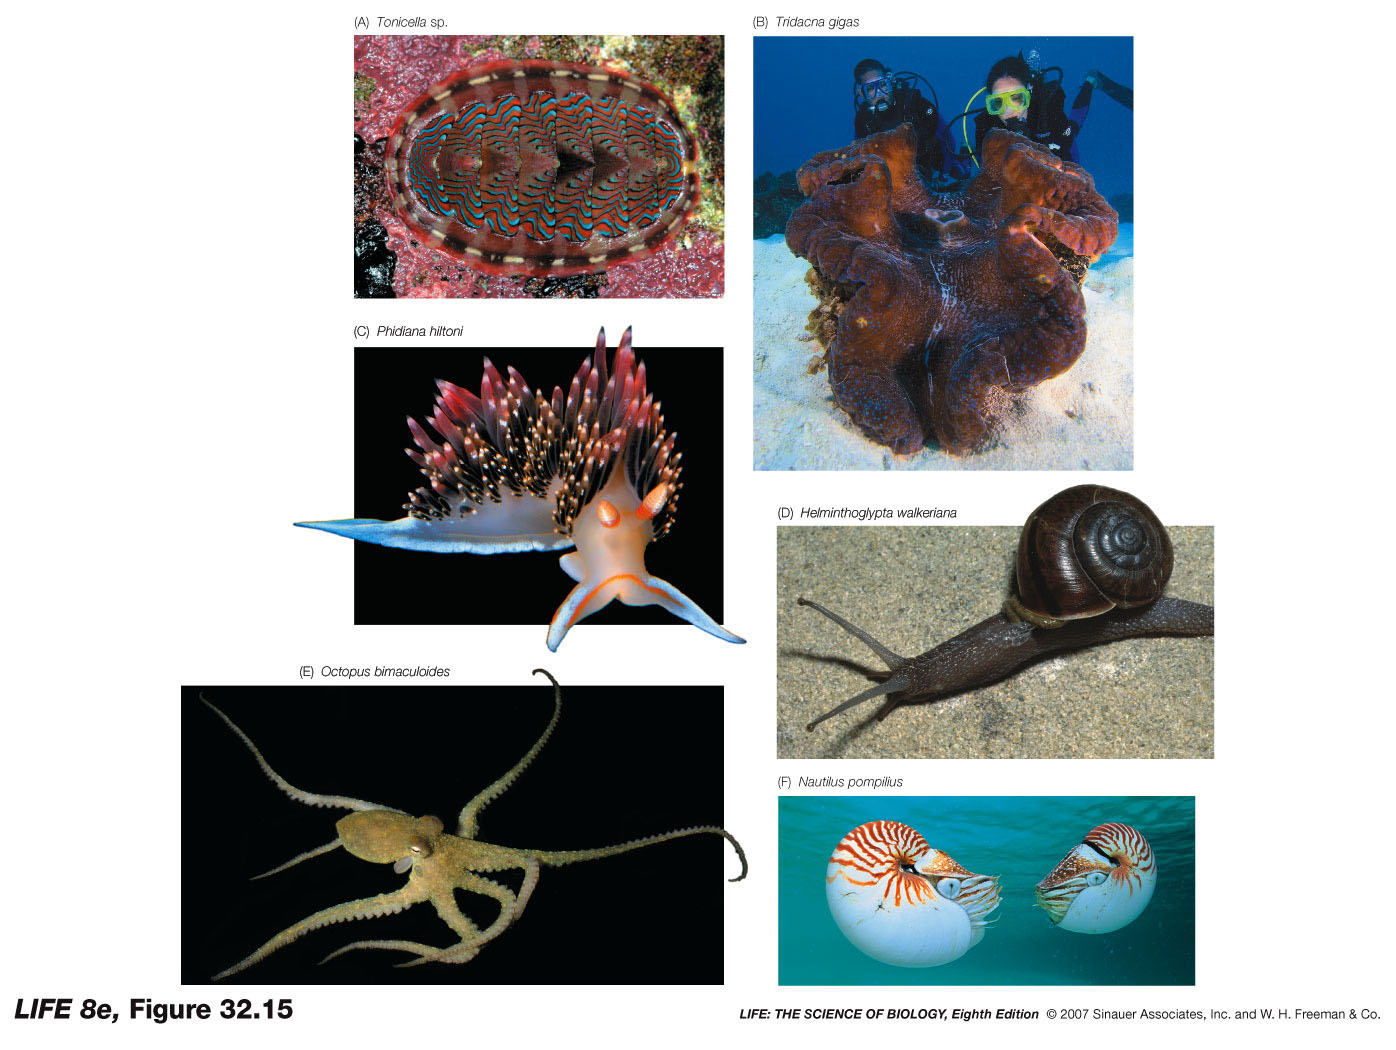 (A) Tonicella sp.
(B) Tridacna gigas
(C) Phidiana hiltoni
(D) Helminthoglypta walkeriana
(E) Octopus bimaculoides
(F) Nautilus pompilius
LIFE 8e, Figure 32.15
LIFE: THE SCIENCE OF BIOLOGY, Eighth Edition © 2007 Sinauer Associates, Inc. and W. H. Freeman & Co.